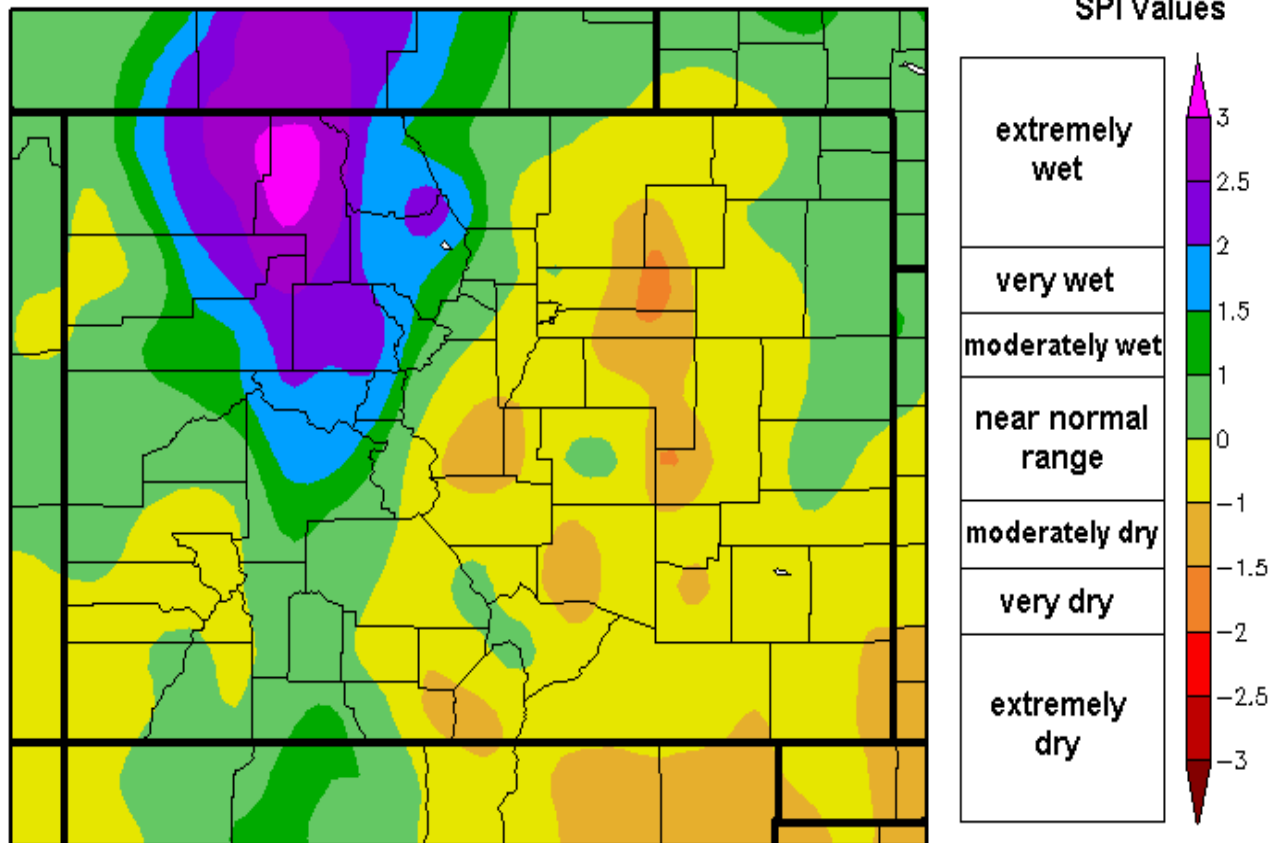 SPI Values
extremely
wet
very wet
moderately wet
near normal
range
moderately dry
very dry
extremely
dry
3
2.5
2
1.5
1
0
−1
−1.5
−2
−2.5
−3